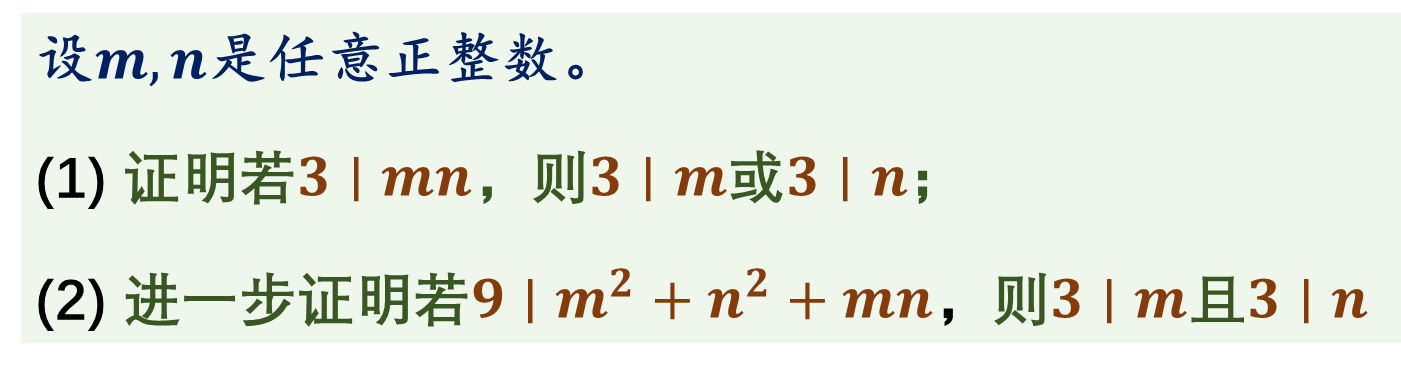 设m, n是任意正整数。
(1) 证明若3 | mn，则3 | m或3 | n；
(2) 进一步证明若9 | m² + n² + mn，则3 | m且3 | n